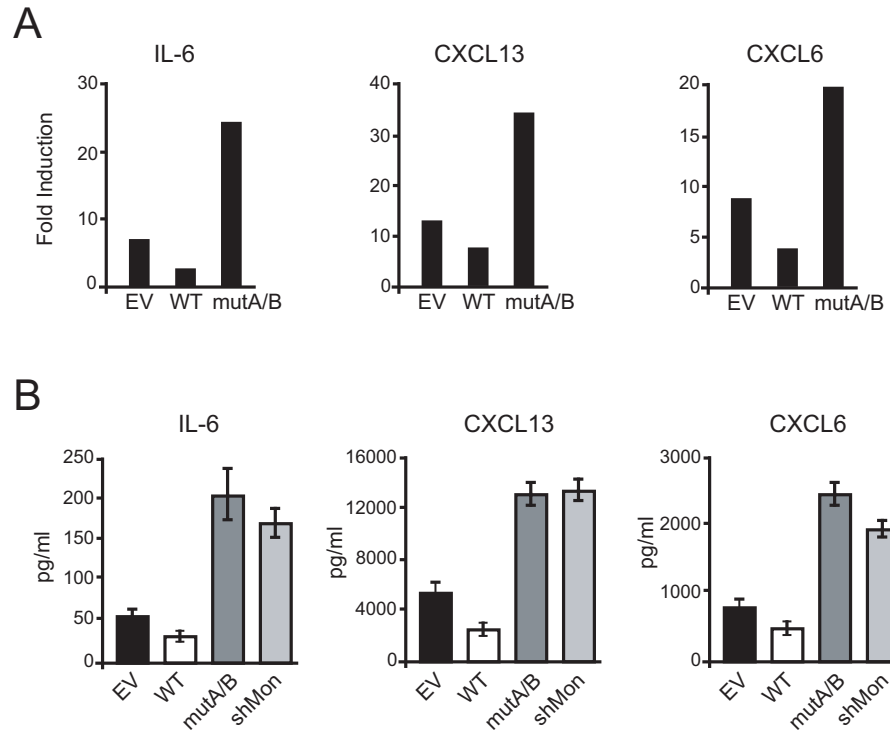 A
IL-6
CXCL13
CXCL6
Fold Induction
30
20
10
0
EV WT mutA/B
40
30
20
10
0
EV WT mutA/B
20
15
10
5
0
EV WT mutA/B
B
IL-6
CXCL13
CXCL6
pg/ml
250
200
150
100
50
0
EV
WT
mutA/B
shMon
pg/ml
16000
12000
8000
4000
0
EV
WT
mutA/B
shMon
pg/ml
3000
2000
1000
0
EV
WT
mutA/B
shMon